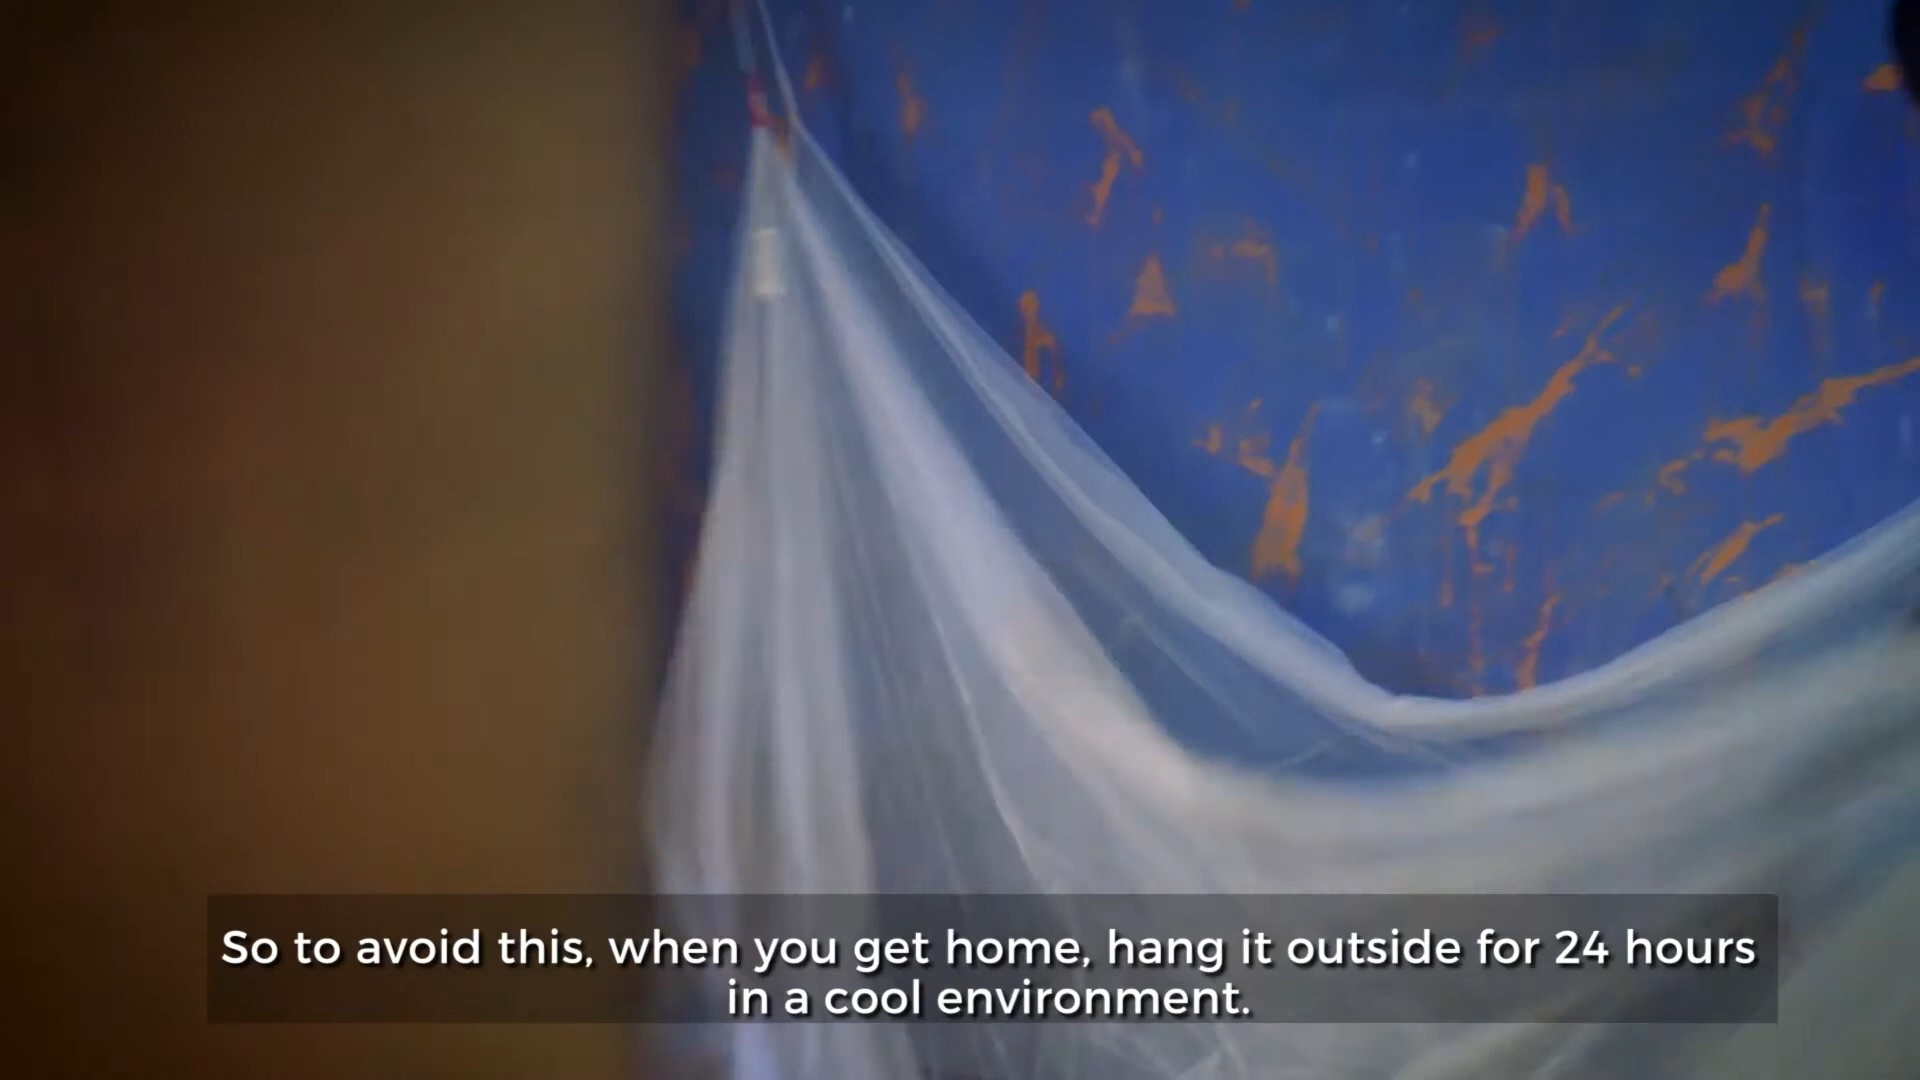 So to avoid this, when you get home, hang it outside for 24 hours
in a cool environment.